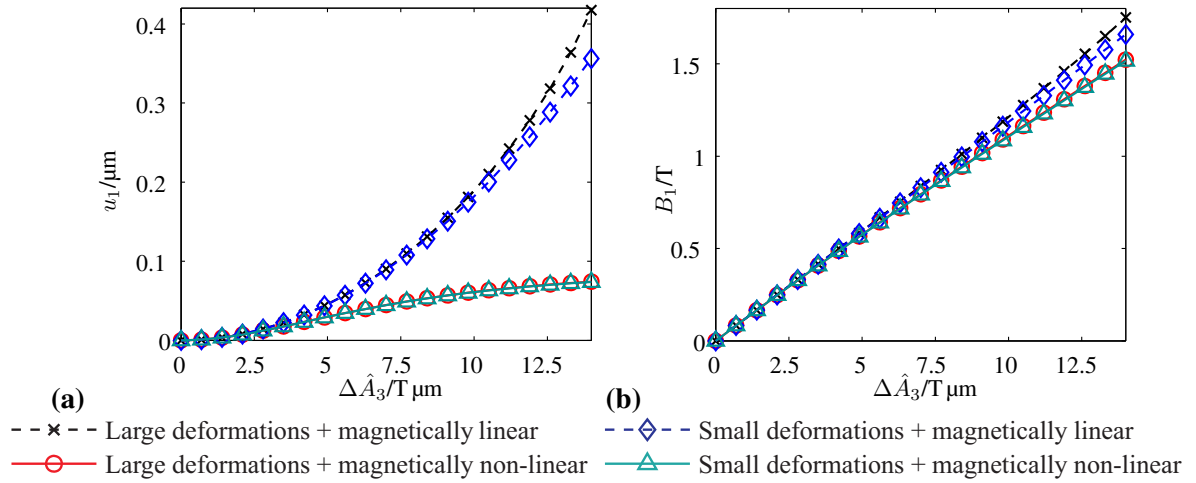 0.4
0.3
0.2
0.1
0
u₁/μm
0 2.5 5 7.5 10 12.5
ΔÂ₃/T μm
(a)
1.5
1
0.5
0
B₁/T
0 2.5 5 7.5 10 12.5
ΔÂ₃/T μm
(b)
Large deformations + magnetically linear
Small deformations + magnetically linear
Large deformations + magnetically non-linear
Small deformations + magnetically non-linear